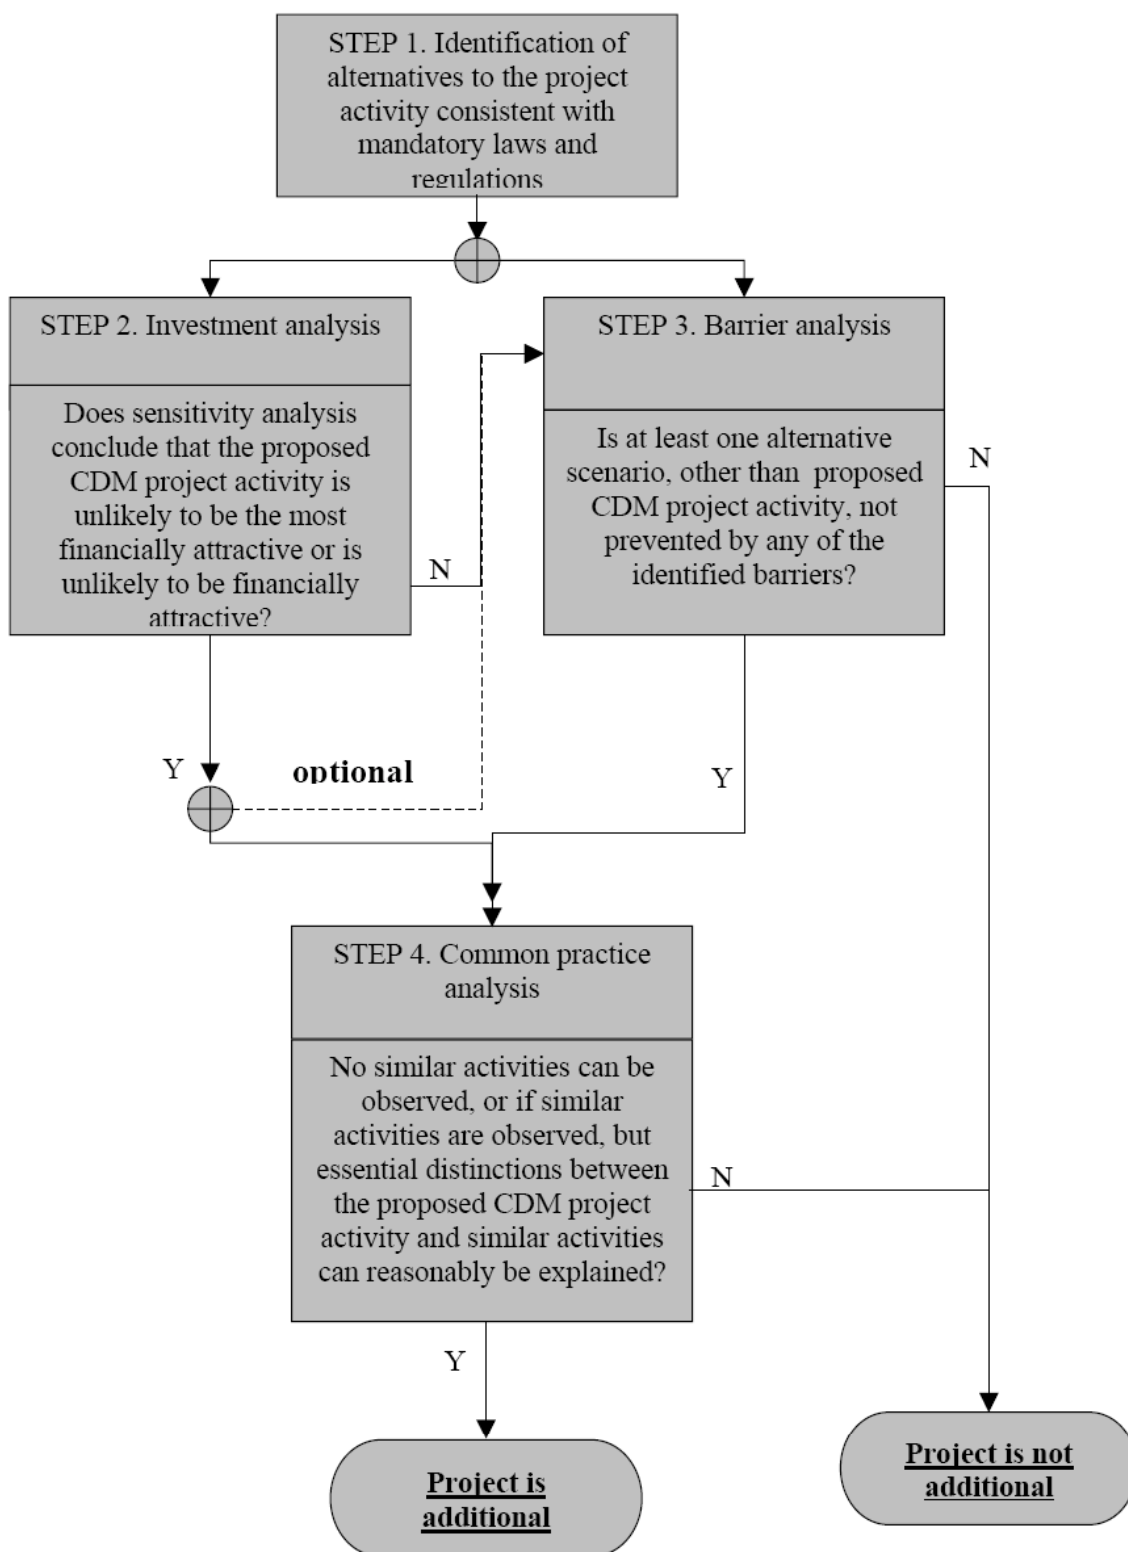 STEP 1. Identification of
alternatives to the project
activity consistent with
mandatory laws and
regulations
STEP 2. Investment analysis
Does sensitivity analysis
conclude that the proposed
CDM project activity is
unlikely to be the most
financially attractive or is
unlikely to be financially
attractive?
N
Y
optional
STEP 3. Barrier analysis
Is at least one alternative
scenario, other than proposed
CDM project activity, not
prevented by any of the
identified barriers?
N
Y
STEP 4. Common practice
analysis
No similar activities can be
observed, or if similar
activities are observed, but
essential distinctions between
the proposed CDM project
activity and similar activities
can reasonably be explained?
N
Y
Project is
additional
Project is not
additional